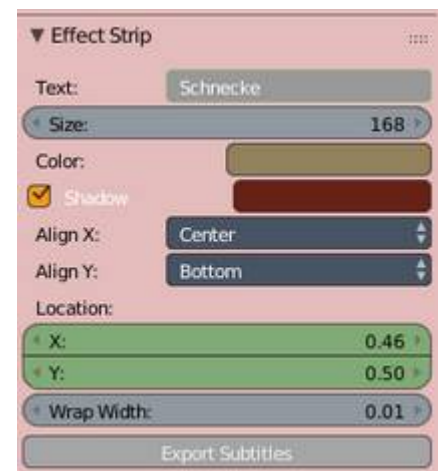 Effect Strip
Text: Schnecke
Size: 168
Color:
Shadow
Align X: Center
Align Y: Bottom
Location:
X: 0.46
Y: 0.50
Wrap Width: 0.01
Export Subtitles